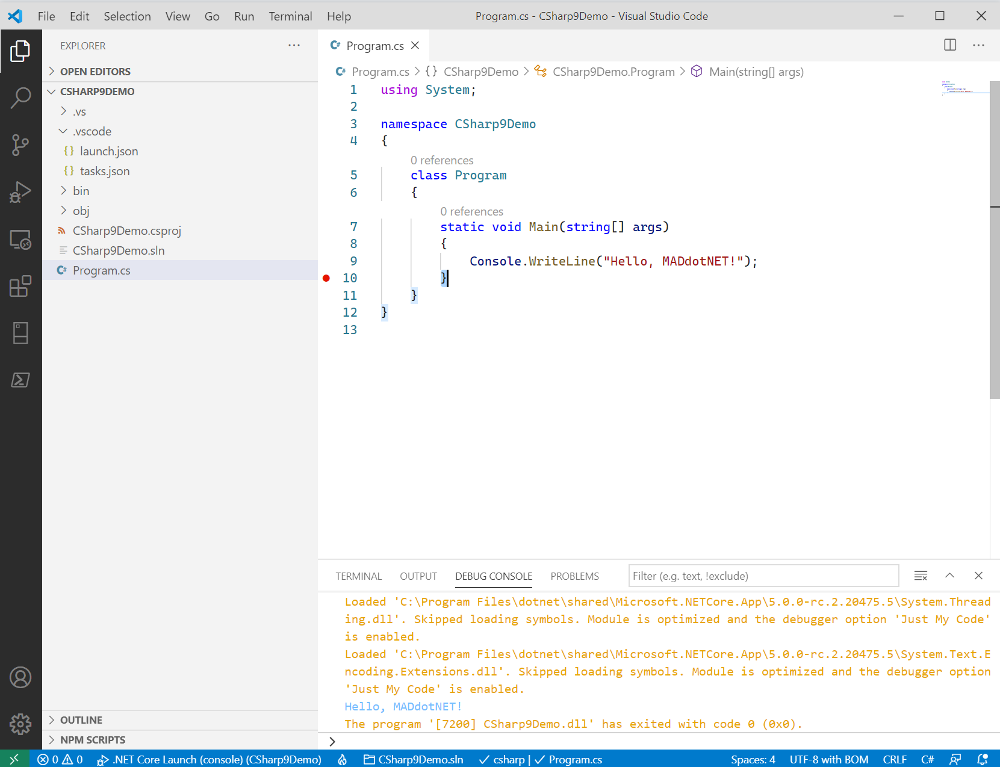 File Edit Selection View Go Run Terminal Help Program.cs - CSharp9Demo - Visual Studio Code
EXPLORER
OPEN EDITORS
CSHARP9DEMO
.vs
.vscode
{} launch.json
{} tasks.json
bin
obj
CSharp9Demo.csproj
CSharp9Demo.sln
C# Program.cs
OUTLINE
NPM SCRIPTS
C# Program.cs
C# Program.cs > {} CSharp9Demo > CSharp9Demo.Program > Main(string[] args)
1 using System;
2
3 namespace CSharp9Demo
4 {
0 references
5 class Program
6 {
0 references
7 static void Main(string[] args)
8 {
9 Console.WriteLine("Hello, MADdotNET!");
10 }
11 }
12 }
13
TERMINAL OUTPUT DEBUG CONSOLE PROBLEMS Filter (e.g. text, !exclude)
Loaded 'C:\Program Files\dotnet\shared\Microsoft.NETCore.App\5.0.0-rc.2.20475.5\System.Thread
ing.dll'. Skipped loading symbols. Module is optimized and the debugger option 'Just My Code'
is enabled.
Loaded 'C:\Program Files\dotnet\shared\Microsoft.NETCore.App\5.0.0-rc.2.20475.5\System.Text.E
ncoding.Extensions.dll'. Skipped loading symbols. Module is optimized and the debugger option
'Just My Code' is enabled.
Hello, MADdotNET!
The program '[7200] CSharp9Demo.dll' has exited with code 0 (0x0).
>
0 0 .NET Core Launch (console) (CSharp9Demo) CSharp9Demo.sln ✓ csharp | ✓ Program.cs Spaces: 4 UTF-8 with BOM CRLF C#